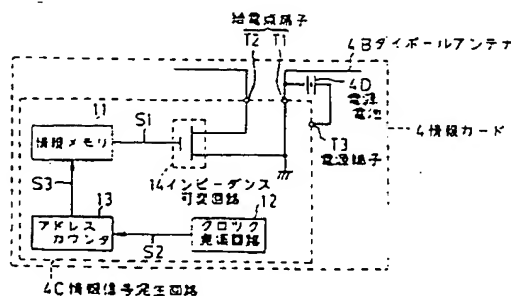 給電点端子
T2 T1
4Bダイポールアンテナ
4D
電源
電池
11
情報メモリ
S1
4情報カード
T3
電源端子
14インピーダンス
可変回路
S3
13
12
アドレス
カウンタ
S2
クロック
発振回路
4C情報信号発生回路